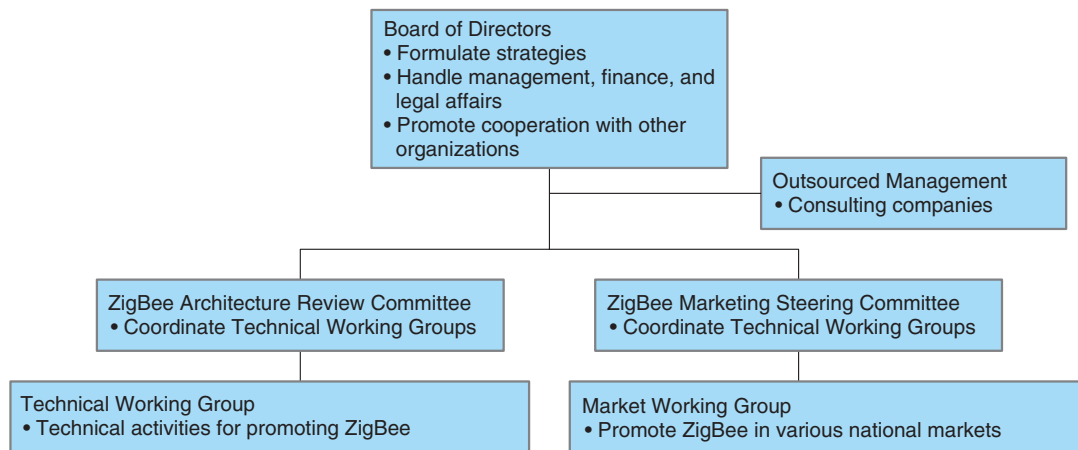 Board of Directors
• Formulate strategies
• Handle management, finance, and
legal affairs
• Promote cooperation with other
organizations
Outsourced Management
• Consulting companies
ZigBee Architecture Review Committee
• Coordinate Technical Working Groups
ZigBee Marketing Steering Committee
• Coordinate Technical Working Groups
Technical Working Group
• Technical activities for promoting ZigBee
Market Working Group
• Promote ZigBee in various national markets